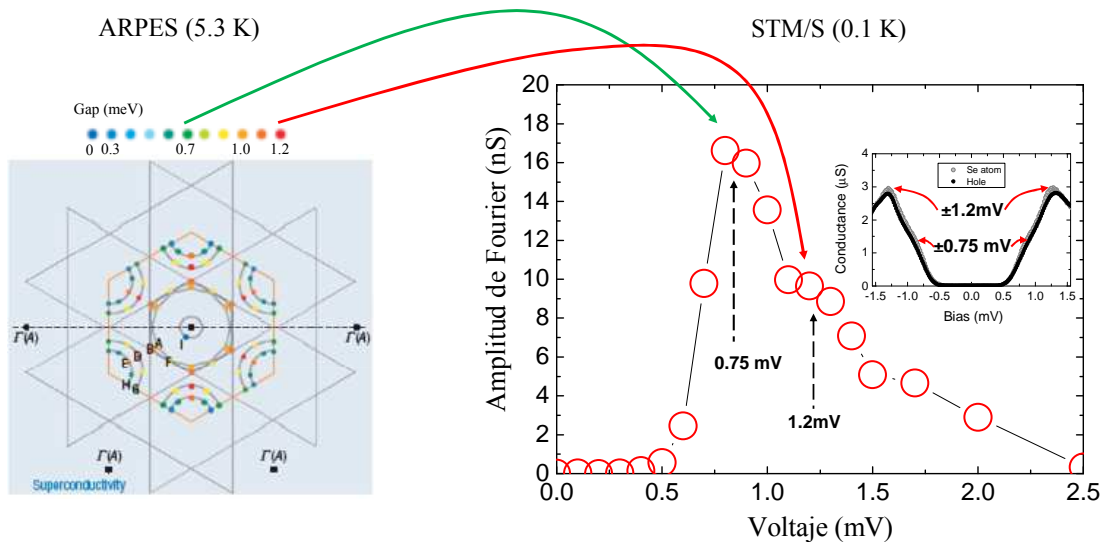 ARPES (5.3 K)
STM/S (0.1 K)
Gap (meV)
0 0.3 0.7 1.0 1.2
Γ(A) Γ(A)
A
B I
D
E F
H G
Γ(A) Γ(A)
Superconductivity
Amplitud de Fourier (nS)
20
18
16
14
12
10
8
6
4
2
0
0.0 0.5 1.0 1.5 2.0 2.5
Voltaje (mV)
0.75 mV
1.2mV
Conductance (µS)
4
3
2
1
0
Se atom
Hole
±1.2mV
±0.75 mV
-1.5 -1.0 -0.5 0.0 0.5 1.0 1.5
Bias (mV)